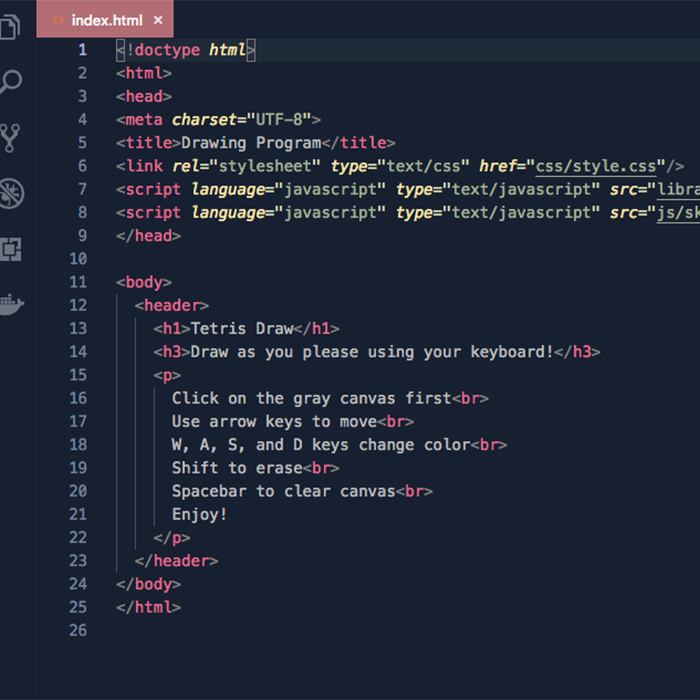 index.html ×
1 <!doctype html>
2 <html>
3 <head>
4 <meta charset="UTF-8">
5 <title>Drawing Program</title>
6 <link rel="stylesheet" type="text/css" href="css/style.css"/>
7 <script language="javascript" type="text/javascript" src="libra
8 <script language="javascript" type="text/javascript" src="js/sk
9 </head>
10
11 <body>
12 <header>
13 <h1>Tetris Draw</h1>
14 <h3>Draw as you please using your keyboard!</h3>
15 <p>
16 Click on the gray canvas first<br>
17 Use arrow keys to move<br>
18 W, A, S, and D keys change color<br>
19 Shift to erase<br>
20 Spacebar to clear canvas<br>
21 Enjoy!
22 </p>
23 </header>
24 </body>
25 </html>
26